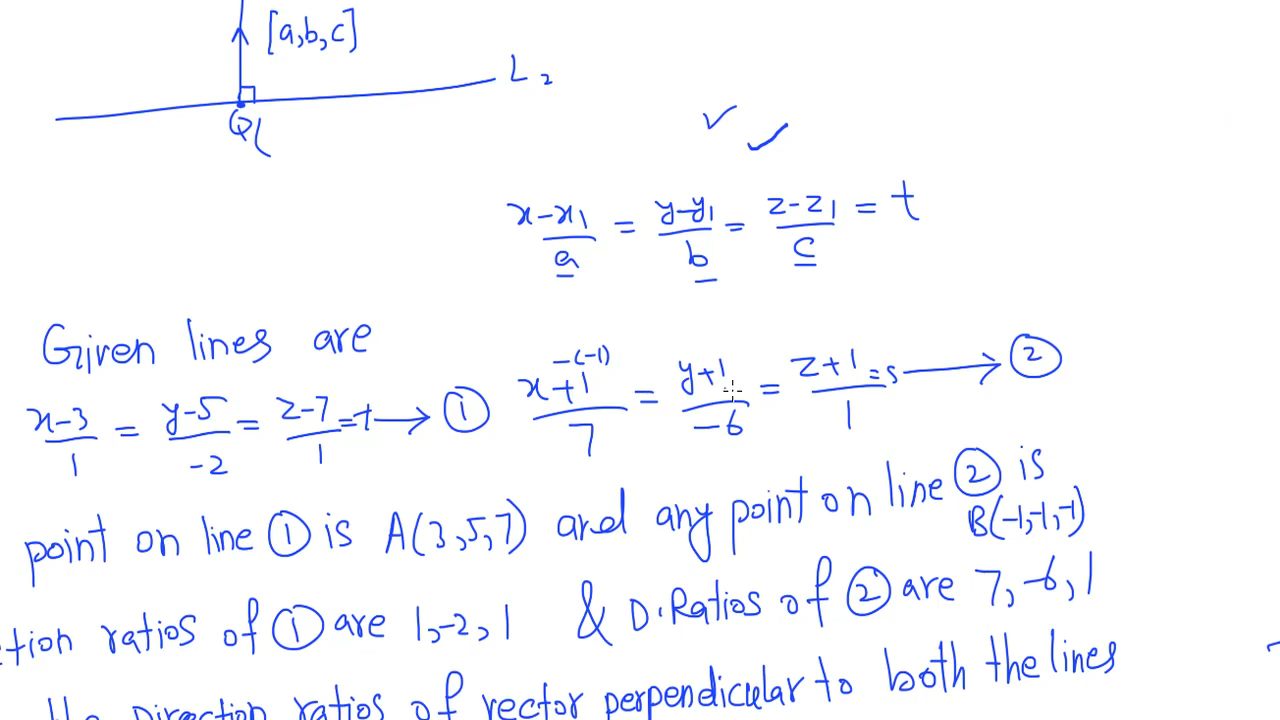 [a,b,c]
L₂
Q
x-x₁/a = y-y₁/b = z-z₁/c = t
Given lines are
x-3/1 = y-5/-2 = z-7/1 = t → ①
-(-1)
x+1/7 = y+1/-6 = z+1/1 = s → ②
point on line ① is A(3,5,7) and any point on line ② is
B(-1,-1,-1)
ction ratios of ① are 1,-2,1 & D.Ratios of ② are 7,-6,1
Direction ratios of vector perpendicular to both the lines